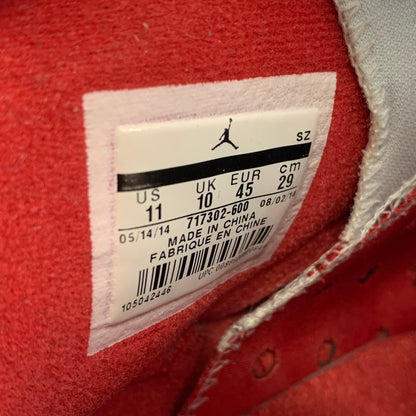 SZ
US UK EUR cm
11 10 45 29
05/14/14 717302-600 08/02/14
MADE IN CHINA
FABRIQUE EN CHINE
UPC
105042446